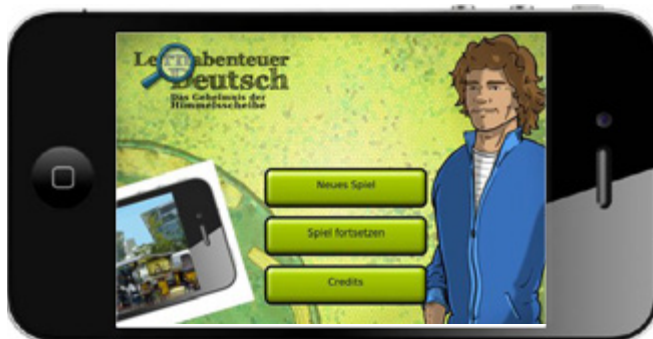 Lernabenteuer
Deutsch
Das Geheimnis der
Himmelsscheibe
Neues Spiel
Spiel fortsetzen
Credits